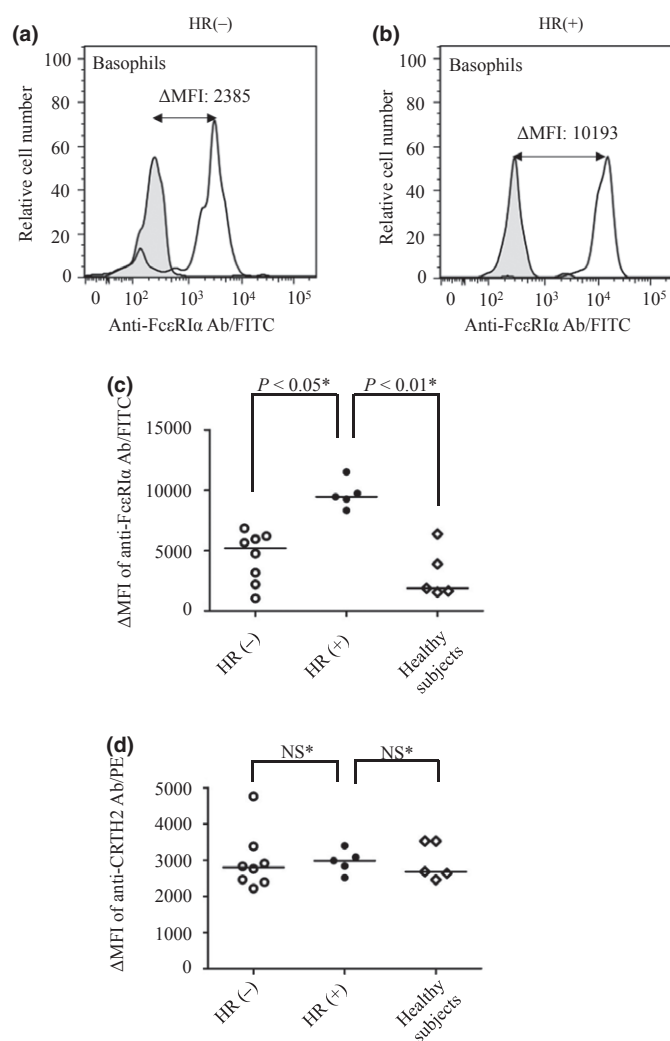 (a)
HR(–)
100
80
60
40
20
0
Relative cell number
Basophils
ΔMFI: 2385
0 10² 10³ 10⁴ 10⁵
Anti-FcεRIα Ab/FITC
(b)
HR(+)
100
80
60
40
20
0
Relative cell number
Basophils
ΔMFI: 10193
0 10² 10³ 10⁴ 10⁵
Anti-FcεRIα Ab/FITC
(c)
P < 0.05* P < 0.01*
15000
10000
5000
0
ΔMFI of anti-FcεRIα Ab/FITC
HR (–)
HR (+)
Healthy
subjects
(d)
NS* NS*
5000
4000
3000
2000
1000
0
ΔMFI of anti-CRTH2 Ab/PE
HR (–)
HR (+)
Healthy
subjects